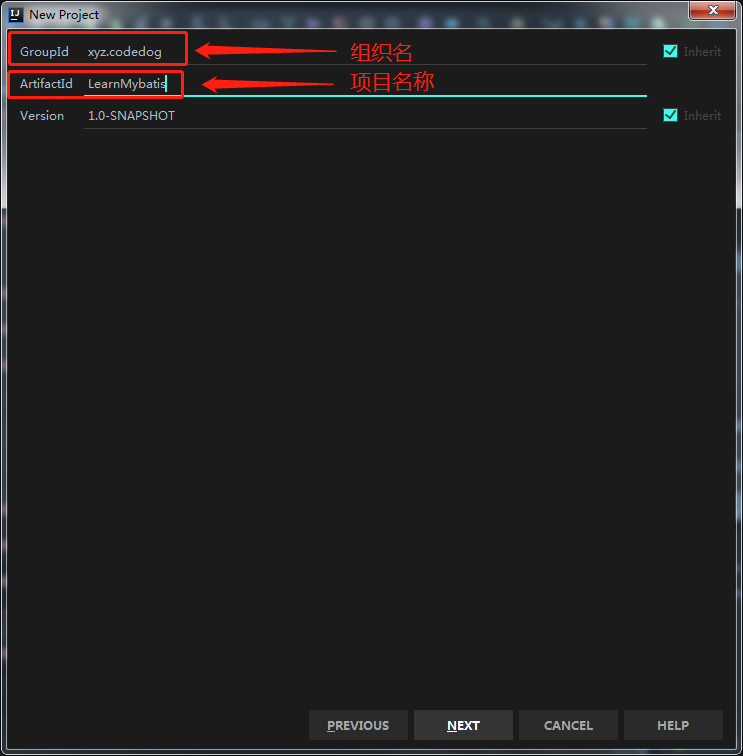 IJ New Project
GroupId xyz.codedog 组织名 Inherit
ArtifactId LearnMybatis 项目名称
Version 1.0-SNAPSHOT Inherit
PREVIOUS NEXT CANCEL HELP